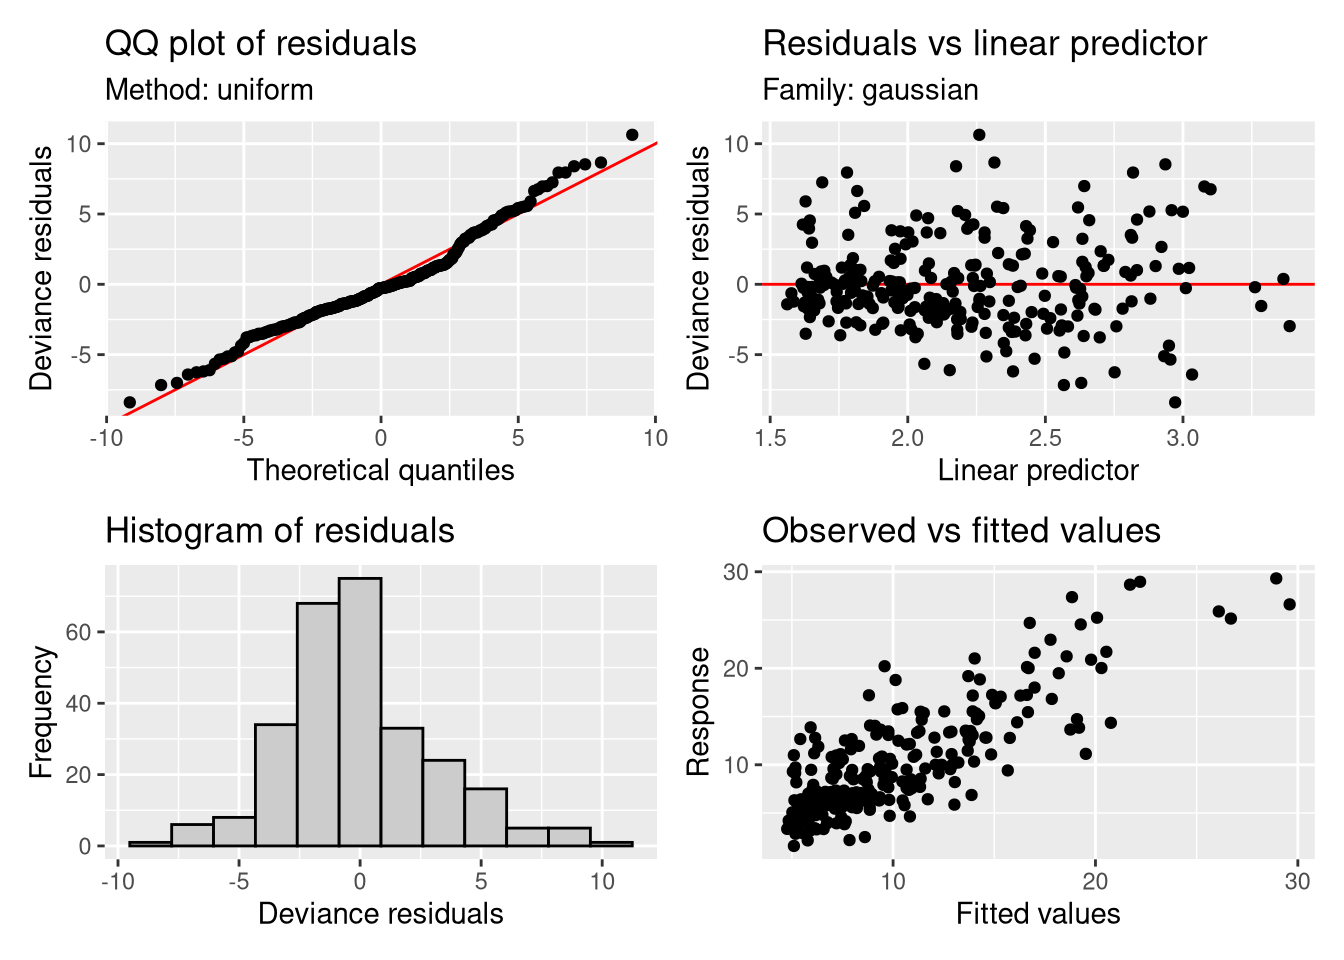 QQ plot of residuals
Method: uniform
10
5
0
-5
Deviance residuals
-10
-5
0
5
10
Theoretical quantiles
Residuals vs linear predictor
Family: gaussian
10
5
0
-5
Deviance residuals
1.5
2.0
2.5
3.0
Linear predictor
Histogram of residuals
60
40
20
0
Frequency
-10
-5
0
5
10
Deviance residuals
Observed vs fitted values
30
20
10
Response
10
20
30
Fitted values